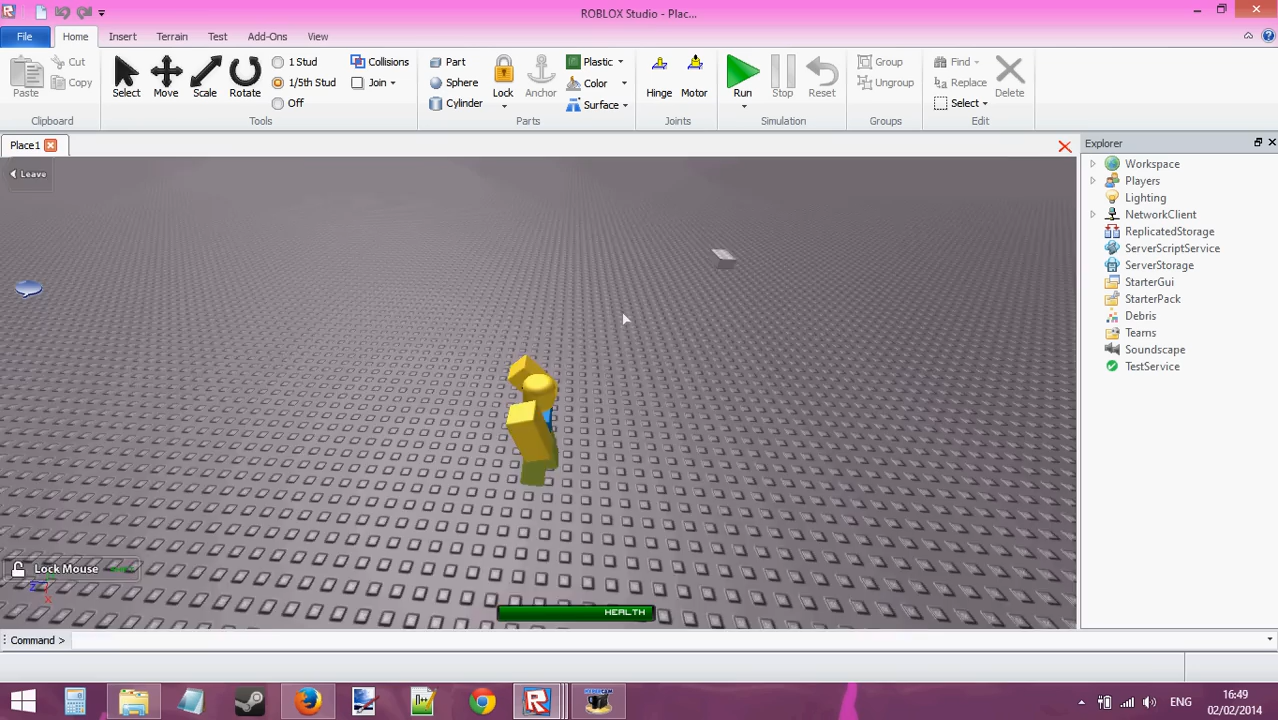 ROBLOX Studio - Plac...
File Home Insert Terrain Test Add-Ons View
Paste Cut Copy Clipboard
Select Move Scale Rotate 1 Stud 1/5th Stud Off Collisions Join Tools
Part Sphere Cylinder Lock Anchor Plastic Color Surface Parts
Hinge Motor Joints
Run Stop Reset Simulation
Group Ungroup Groups
Find Replace Select Delete Edit
Place1
Leave
Lock Mouse
Z
X
HEALTH
Explorer
Workspace
Players
Lighting
NetworkClient
ReplicatedStorage
ServerScriptService
ServerStorage
StarterGui
StarterPack
Debris
Teams
Soundscape
TestService
Command >
ENG
16:49
02/02/2014